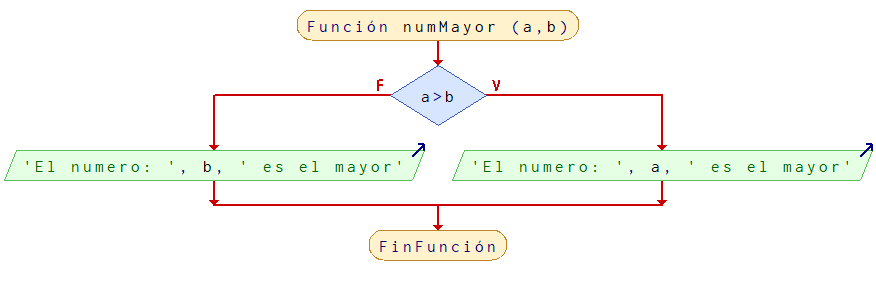 Función numMayor (a,b)
F
V
a>b
'El numero: ', b, ' es el mayor'
'El numero: ', a, ' es el mayor'
FinFunción